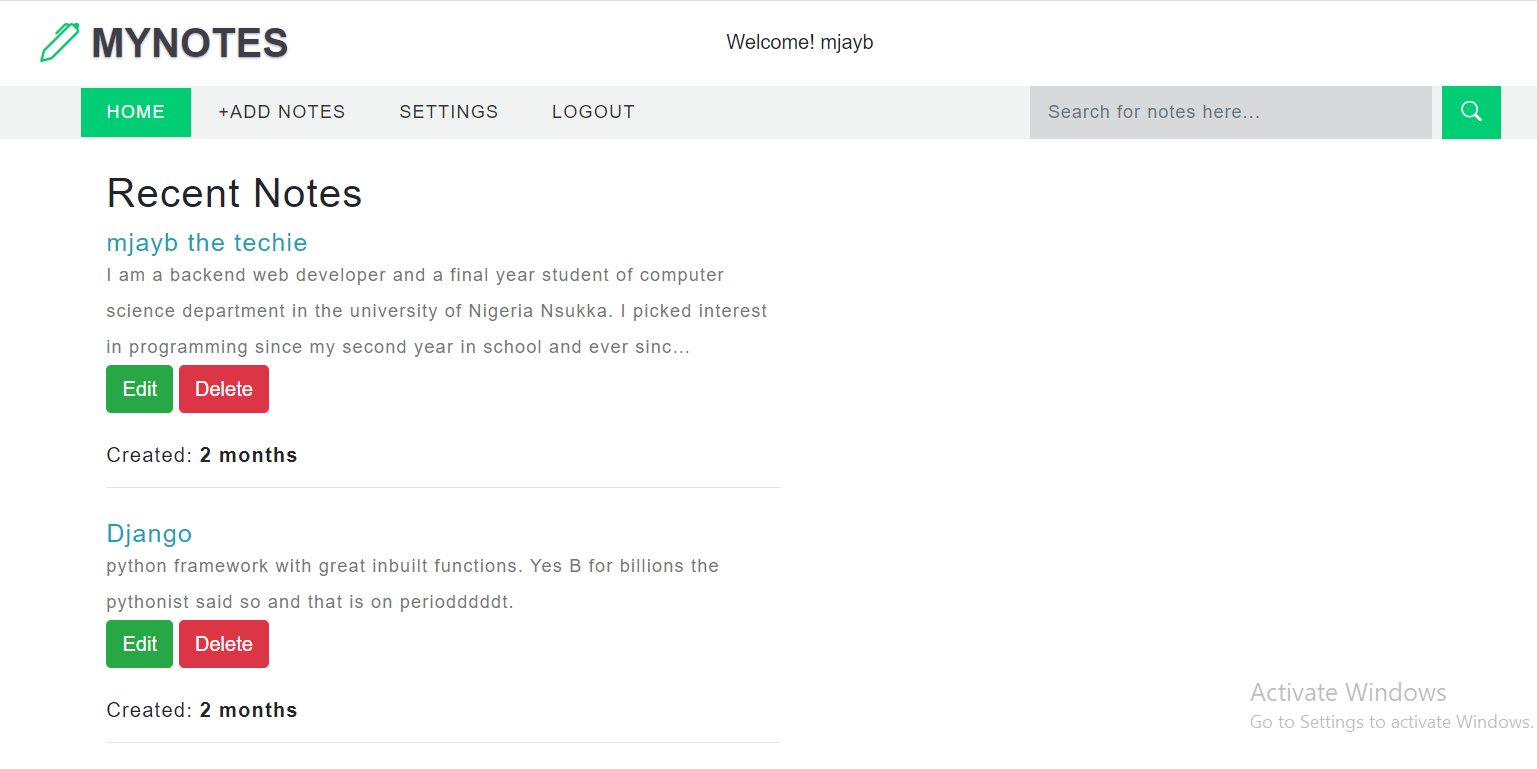 MYNOTES
Welcome! mjayb
HOME +ADD NOTES SETTINGS LOGOUT Search for notes here...
Recent Notes
mjayb the techie
I am a backend web developer and a final year student of computer
science department in the university of Nigeria Nsukka. I picked interest
in programming since my second year in school and ever sinc...
Edit Delete
Created: 2 months
Django
python framework with great inbuilt functions. Yes B for billions the
pythonist said so and that is on periodddddt.
Edit Delete
Created: 2 months
Activate Windows
Go to Settings to activate Windows.